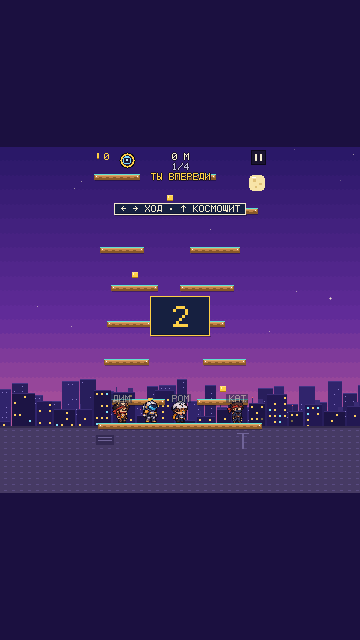 0 0 М
1/4
ТЫ ВПЕРЕДИ
← → ХОД • ↑ КОСМОЩИТ
2
ДИМ РОМ КАТ